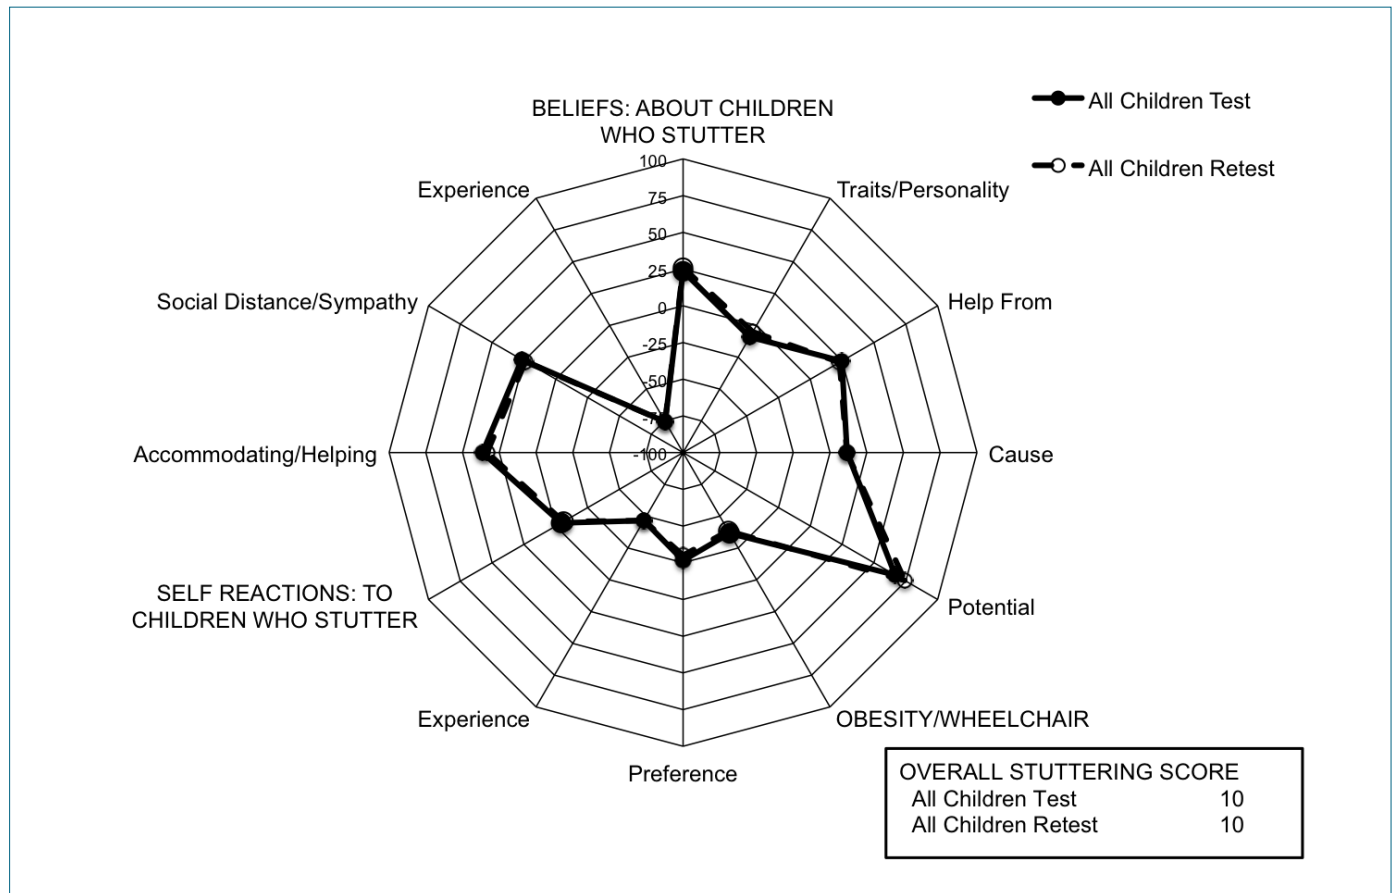 BELIEFS: ABOUT CHILDREN
WHO STUTTER
All Children Test
All Children Retest
100
75
50
25
0
-25
-50
-75
-100
Traits/Personality
Help From
Cause
Potential
OBESITY/WHEELCHAIR
Preference
Experience
SELF REACTIONS: TO
CHILDREN WHO STUTTER
Accommodating/Helping
Social Distance/Sympathy
Experience
OVERALL STUTTERING SCORE
All Children Test 10
All Children Retest 10